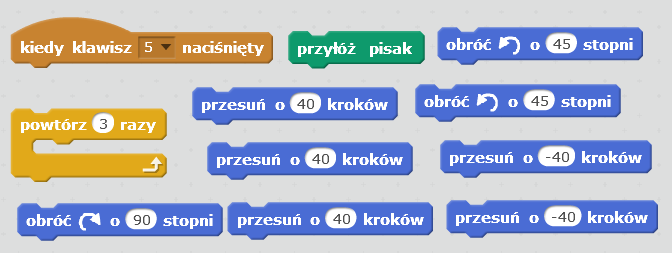 kiedy klawisz 5 naciśnięty
przyłóż pisak
obróć o 45 stopni
powtórz 3 razy
przesuń o 40 kroków
obróć o 45 stopni
przesuń o 40 kroków
przesuń o -40 kroków
obróć o 90 stopni
przesuń o 40 kroków
przesuń o -40 kroków